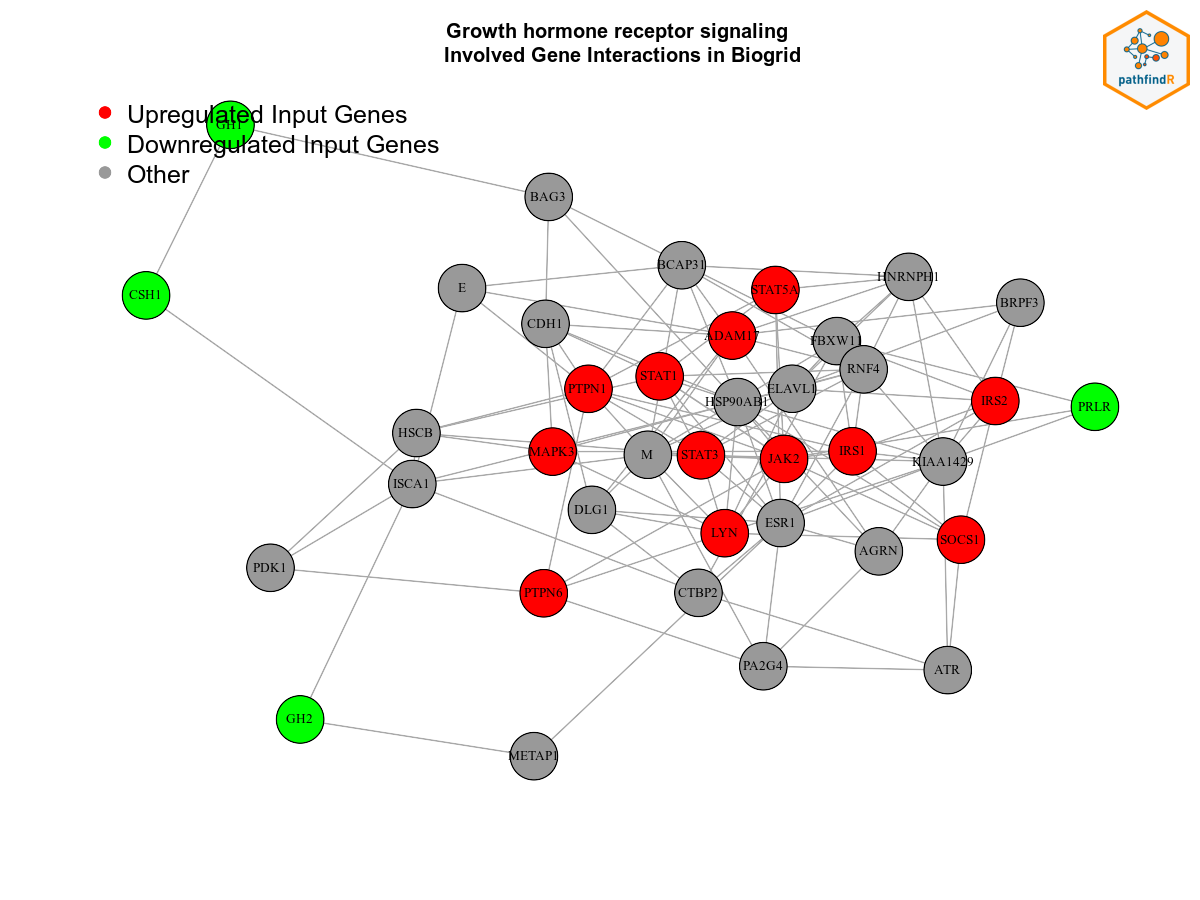 Growth hormone receptor signaling
Involved Gene Interactions in Biogrid
pathfindR
Upregulated Input Genes
GH1
Downregulated Input Genes
Other
BAG3
BCAP31
HNRNPH1
E
STAT5A
CSH1
BRPF3
CDH1
ADAM17
FBXW11
RNF4
STAT1
PTPN1
ELAVL1
HSP90AB1
IRS2
PRLR
HSCB
MAPK3
M
STAT3
JAK2
IRS1
KIAA1429
ISCA1
DLG1
ESR1
LYN
SOCS1
AGRN
PDK1
PTPN6
CTBP2
PA2G4
ATR
GH2
METAP1